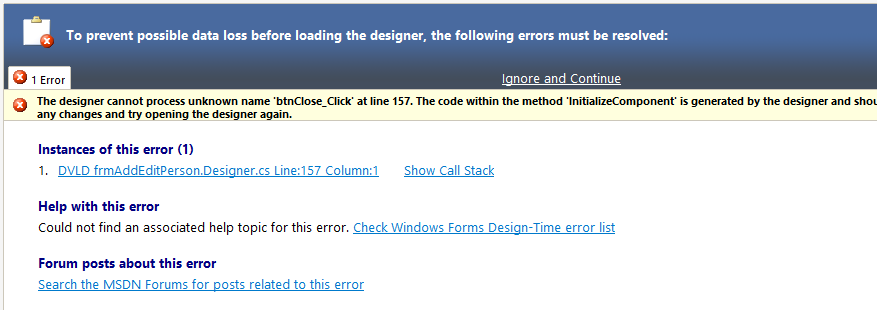 To prevent possible data loss before loading the designer, the following errors must be resolved:
1 Error
Ignore and Continue
The designer cannot process unknown name 'btnClose_Click' at line 157. The code within the method 'InitializeComponent' is generated by the designer and shou
any changes and try opening the designer again.
Instances of this error (1)
1. DVLD frmAddEditPerson.Designer.cs Line:157 Column:1 Show Call Stack
Help with this error
Could not find an associated help topic for this error. Check Windows Forms Design-Time error list
Forum posts about this error
Search the MSDN Forums for posts related to this error